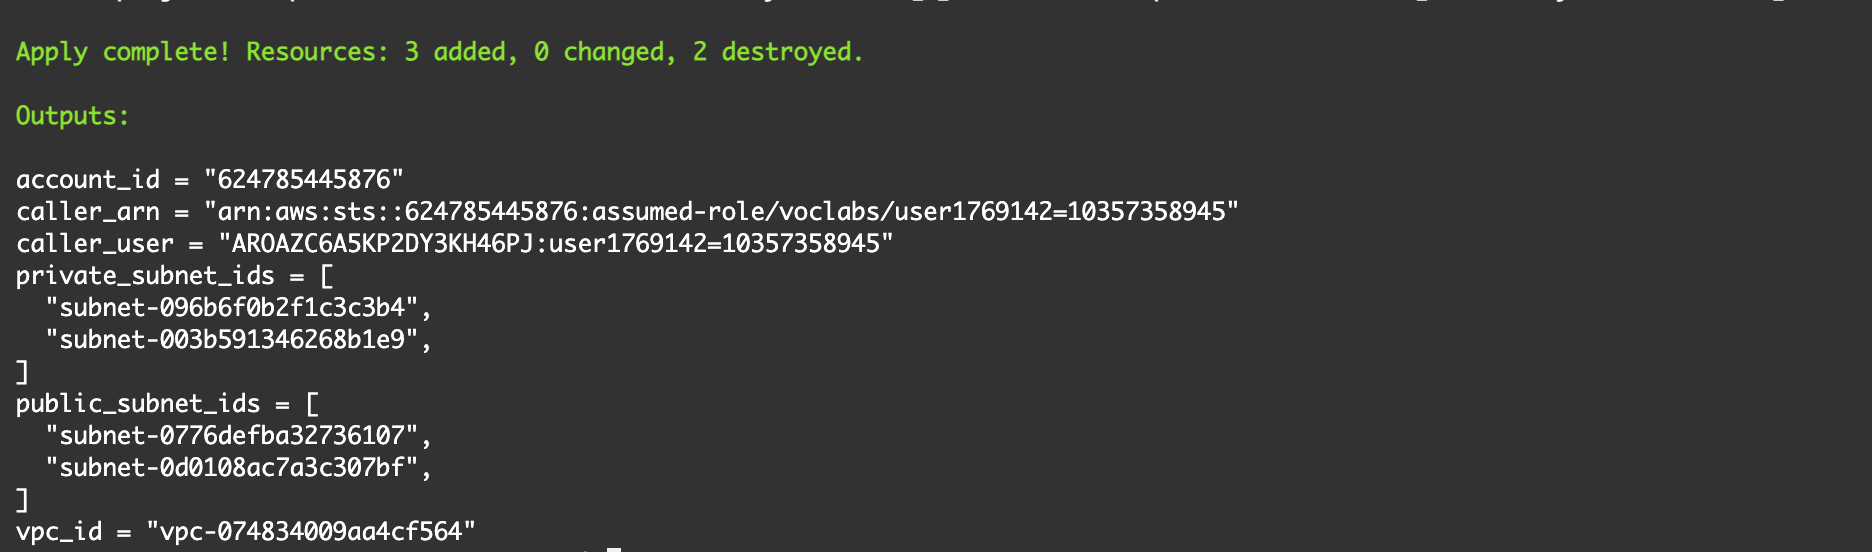 Apply complete! Resources: 3 added, 0 changed, 2 destroyed.
Outputs:
account_id = "624785445876"
caller_arn = "arn:aws:sts::624785445876:assumed-role/voclabs/user1769142=10357358945"
caller_user = "AROAZC6A5KP2DY3KH46PJ:user1769142=10357358945"
private_subnet_ids = [
  "subnet-096b6f0b2f1c3c3b4",
  "subnet-003b591346268b1e9",
]
public_subnet_ids = [
  "subnet-0776defba32736107",
  "subnet-0d0108ac7a3c307bf",
]
vpc_id = "vpc-074834009aa4cf564"